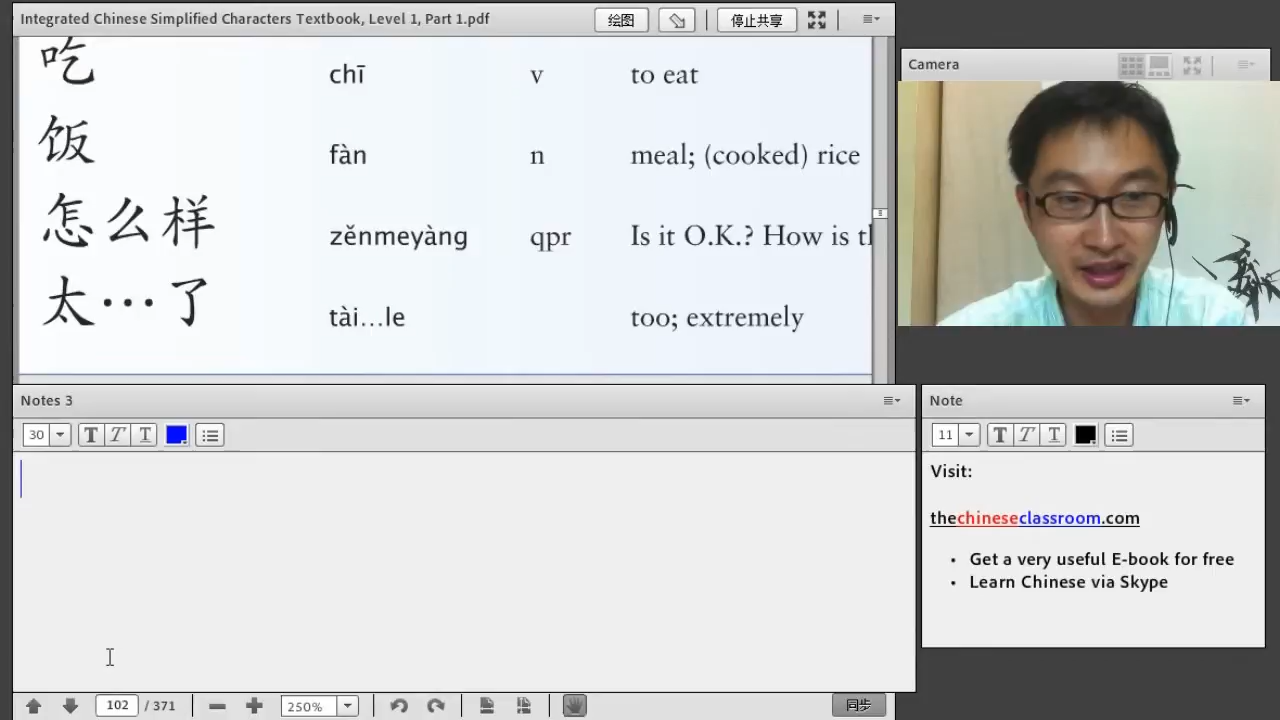 Integrated Chinese Simplified Characters Textbook, Level 1, Part 1.pdf
绘图
停止共享
Camera
吃 chī v to eat
饭 fàn n meal; (cooked) rice
怎么样 zěnmeyàng qpr Is it O.K.? How is
太···了 tài...le too; extremely
Notes 3
30 T T T
Note
11 T T T
Visit:
thechineseclassroom.com
• Get a very useful E-book for free
• Learn Chinese via Skype
102 / 371
250%
同步